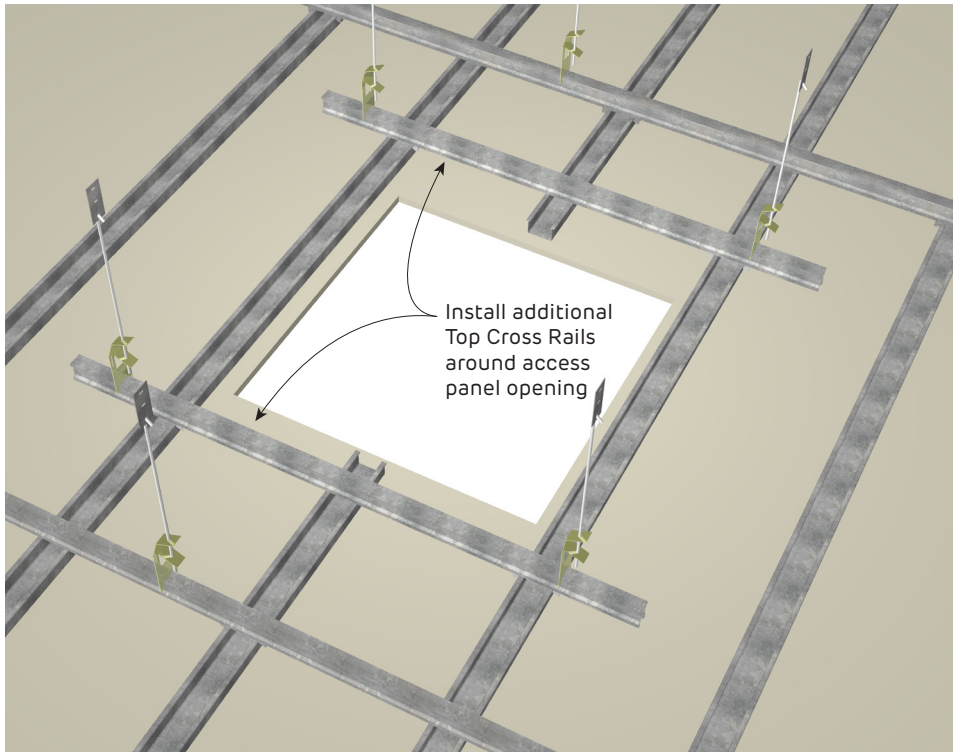 Install additional
Top Cross Rails
around access
panel opening